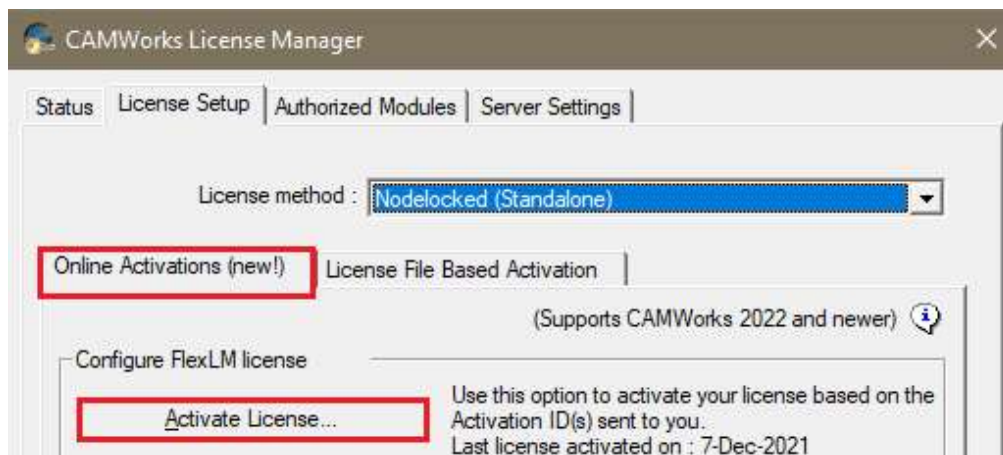 CAMWorks License Manager
Status License Setup Authorized Modules Server Settings
License method : Nodelocked (Standalone)
Online Activations (new!) License File Based Activation
(Supports CAMWorks 2022 and newer)
Configure FlexLM license
Activate License... Use this option to activate your license based on the
Activation ID(s) sent to you.
Last license activated on : 7-Dec-2021